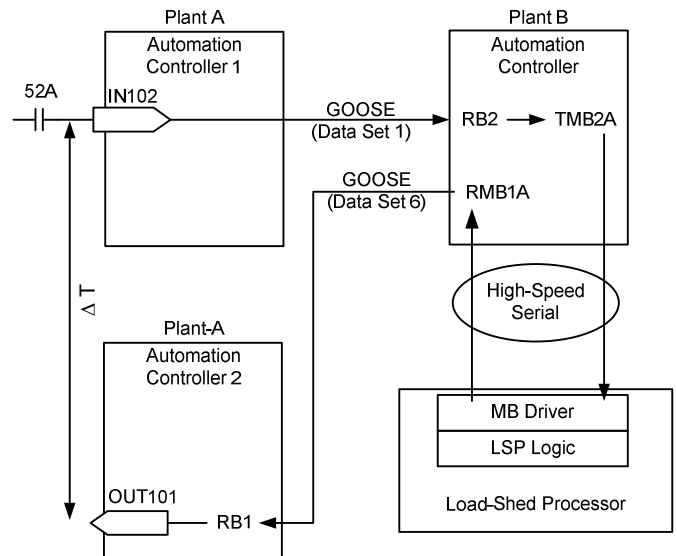 Plant A
Automation
Controller 1
52A
IN102
GOOSE
(Data Set 1)
Plant B
Automation
Controller
RB2
TMB2A
GOOSE
(Data Set 6)
RMB1A
High-Speed
Serial
Δ T
Plant-A
Automation
Controller 2
OUT101
RB1
MB Driver
LSP Logic
Load-Shed Processor